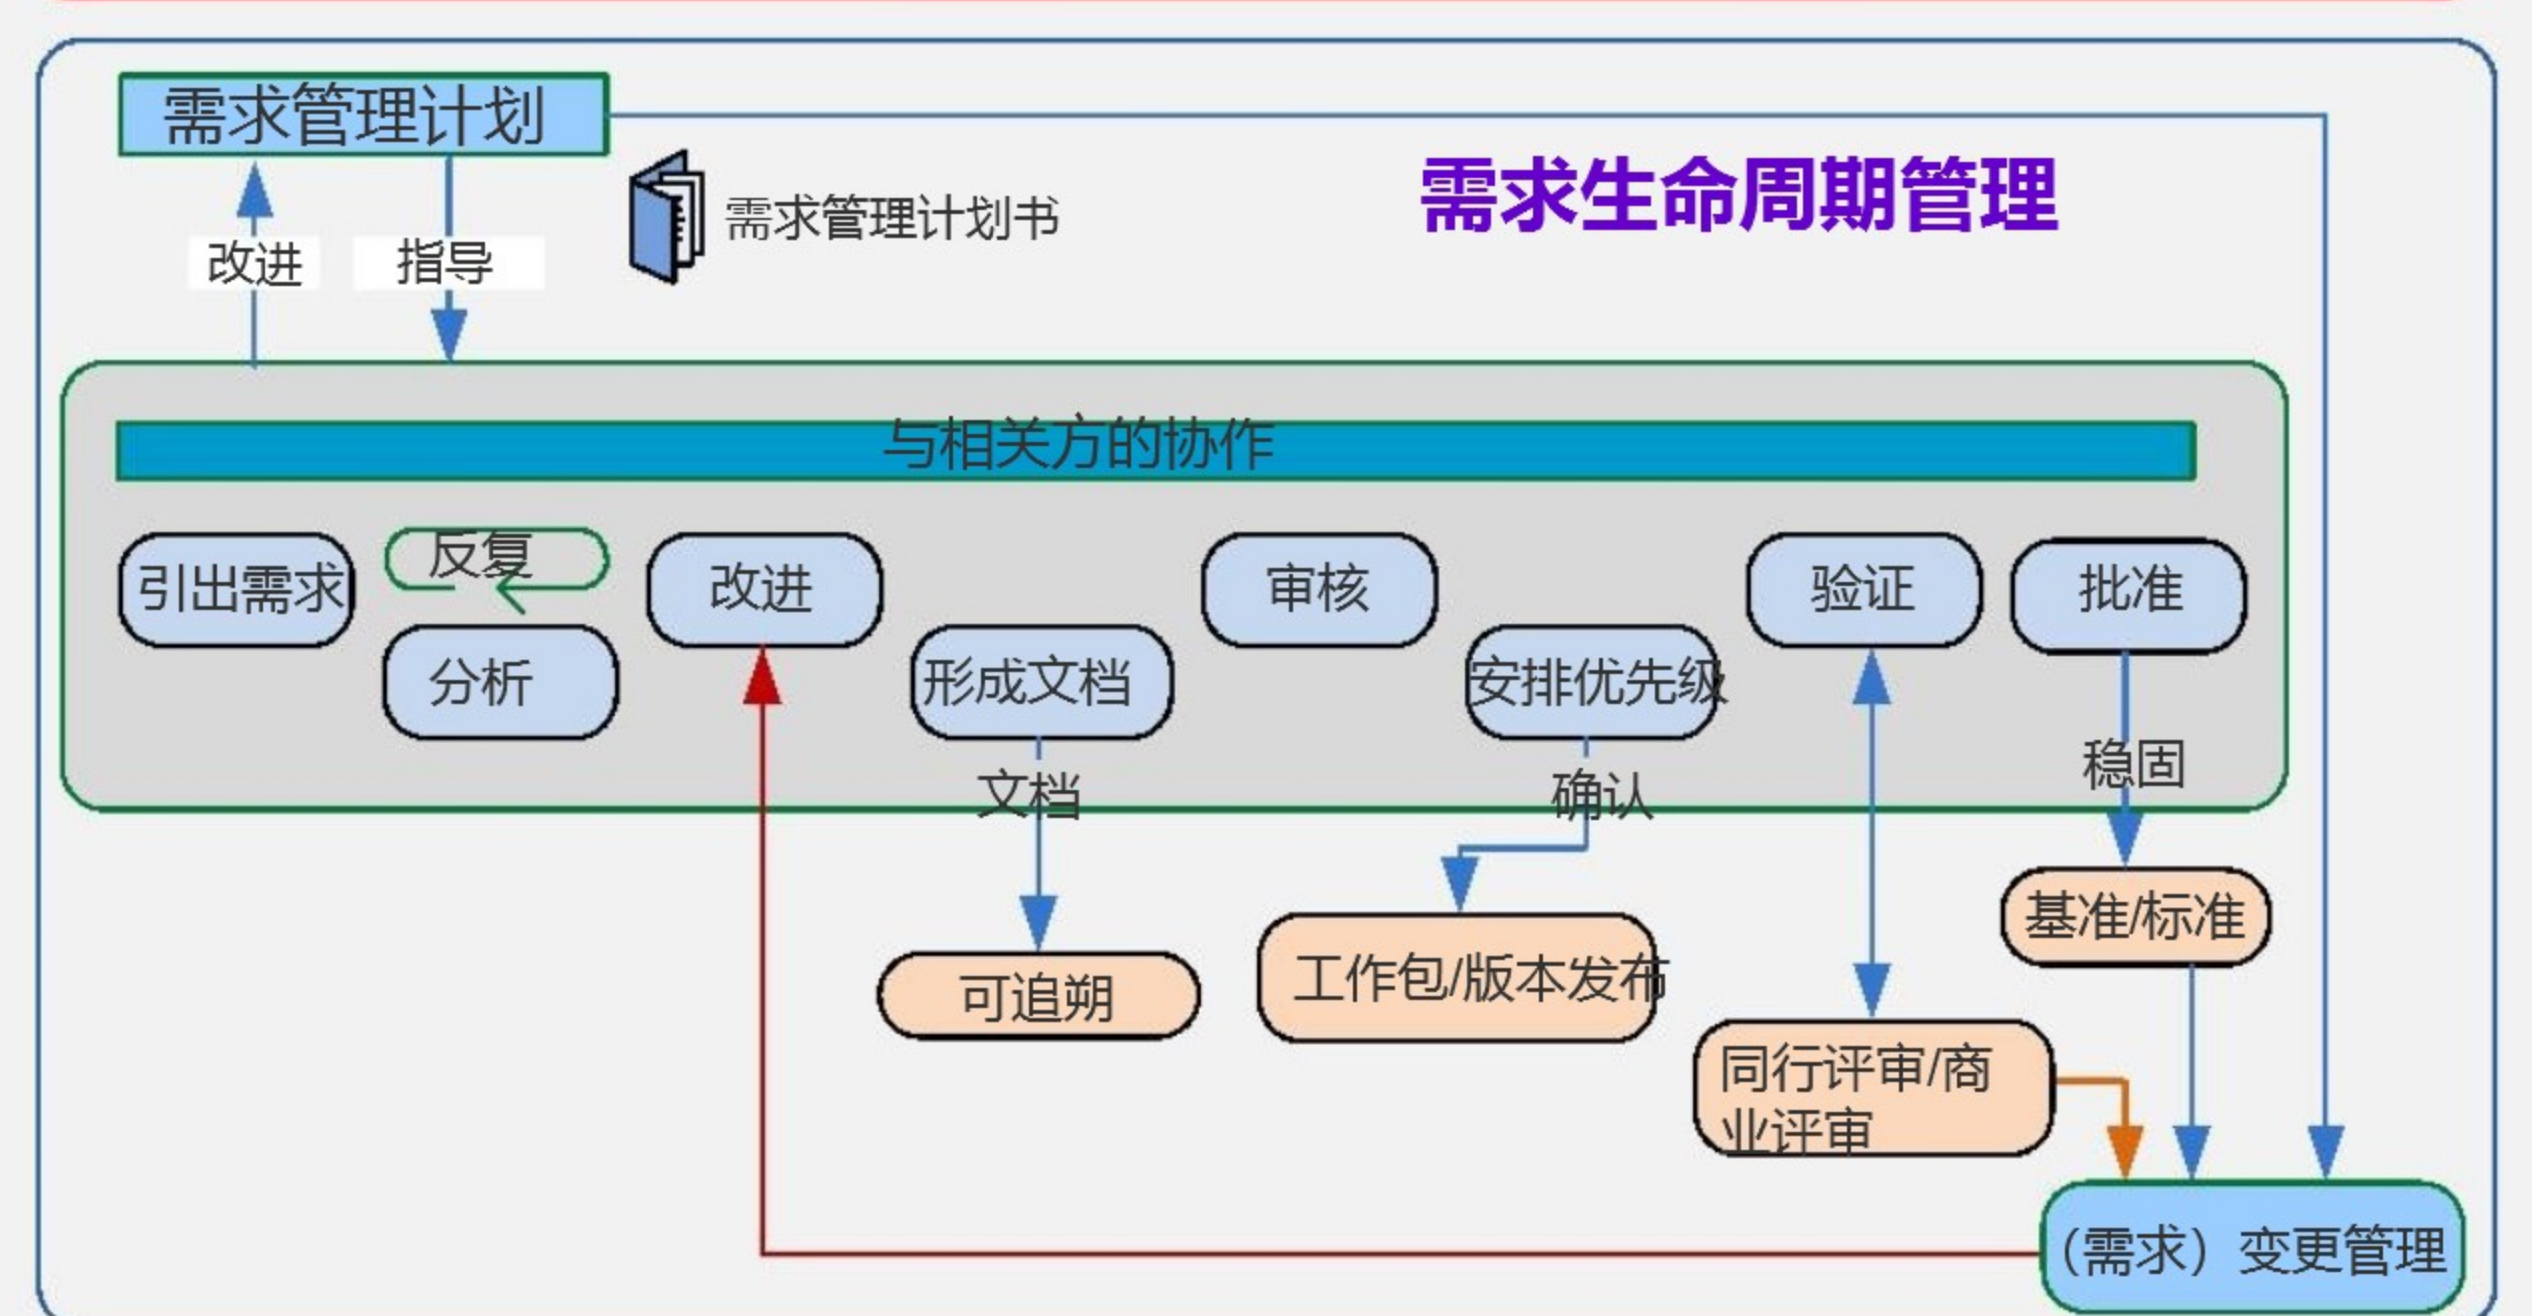 需求管理计划
需求生命周期管理
需求管理计划书
改进
指导
与相关方的协作
引出需求
反复
改进
审核
验证
批准
分析
形成文档
安排优先级
文档
确认
稳固
基准/标准
可追朔
工作包/版本发布
同行评审/商
业评审
（需求）变更管理